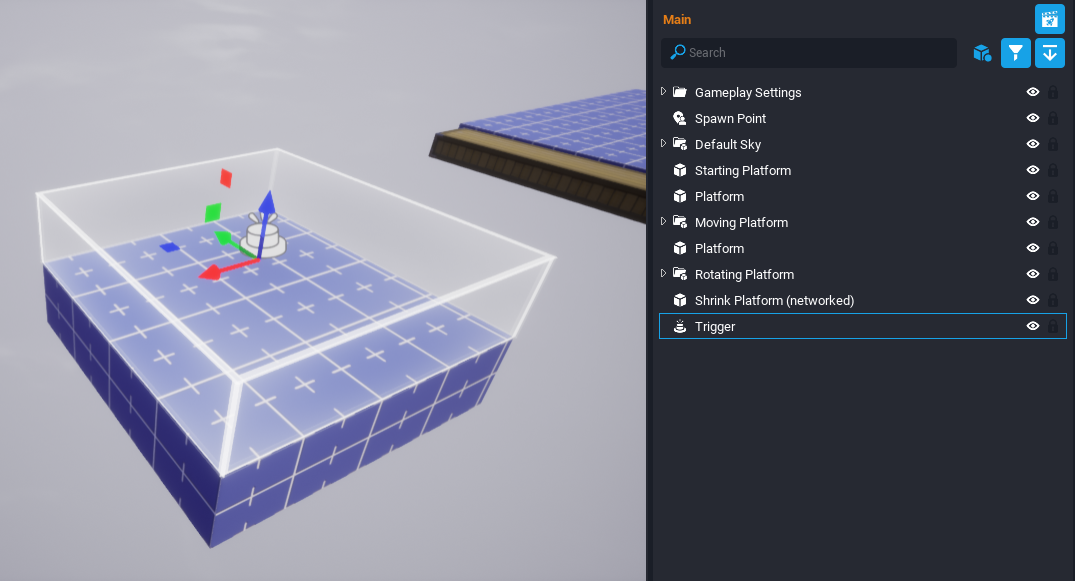 Main
Search
Gameplay Settings
Spawn Point
Default Sky
Starting Platform
Platform
Moving Platform
Platform
Rotating Platform
Shrink Platform (networked)
Trigger